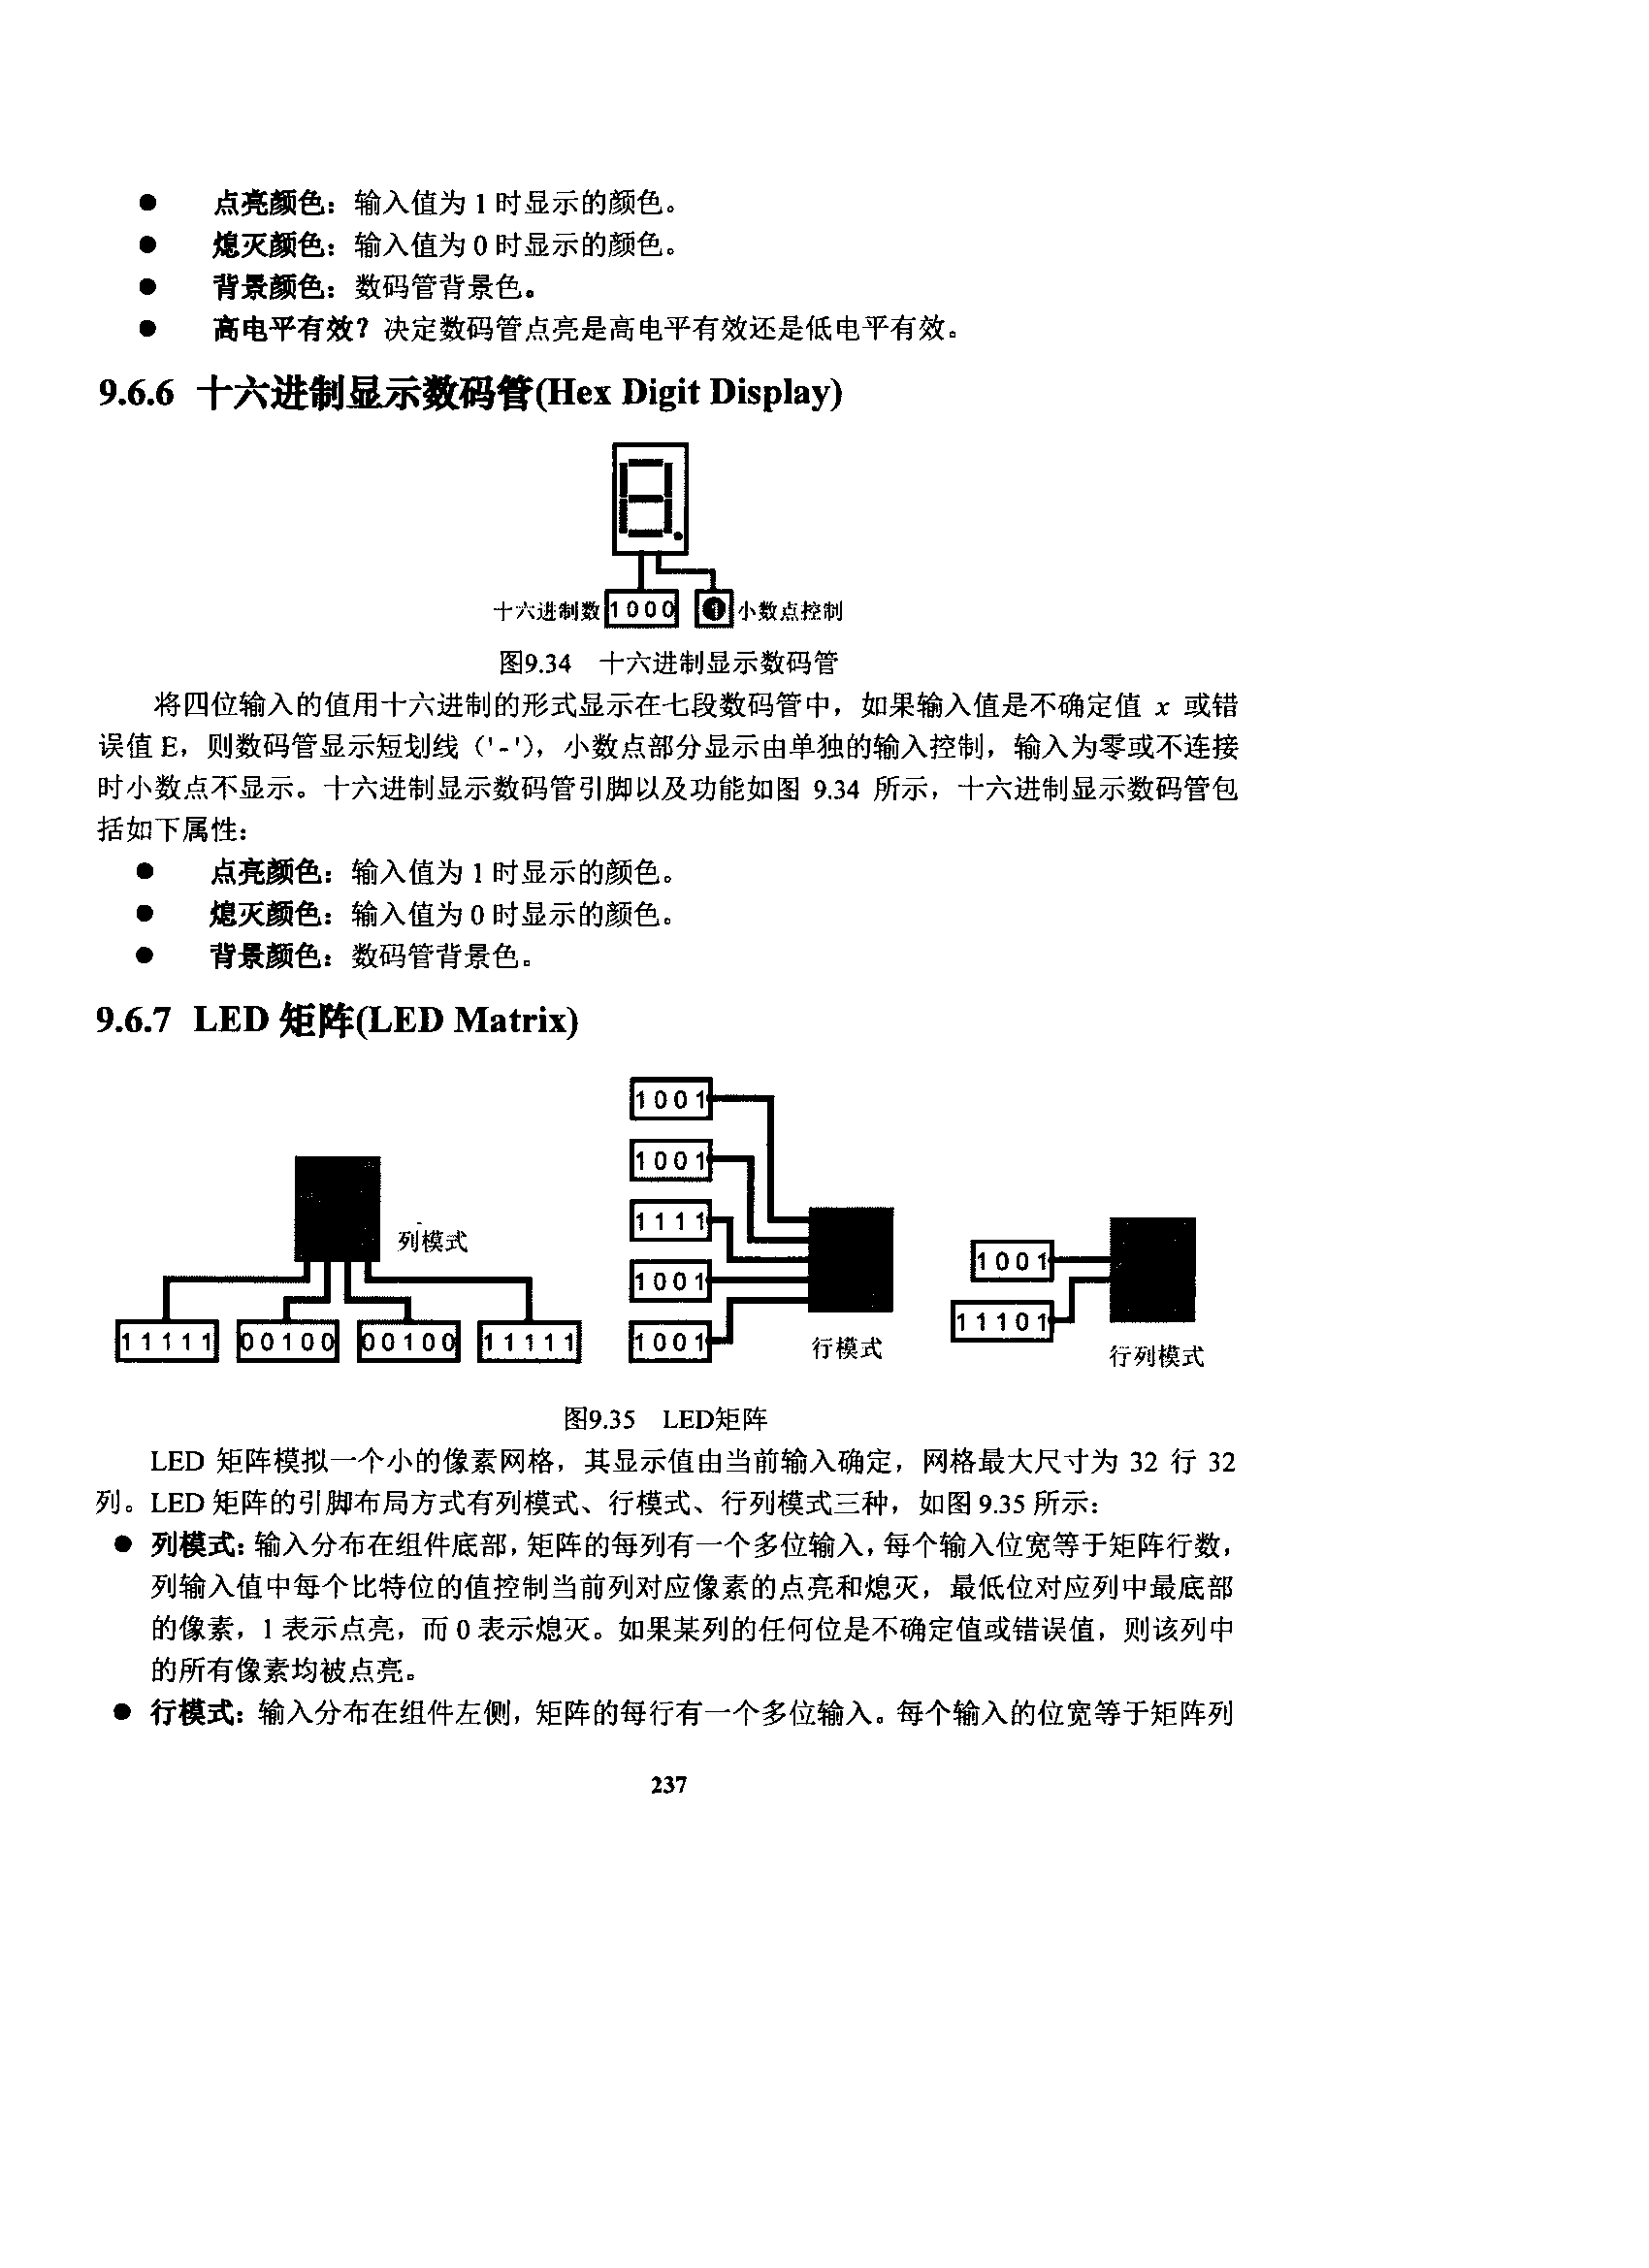 ● 点亮颜色：输入值为 1 时显示的颜色。
● 熄灭颜色：输入值为 0 时显示的颜色。
● 背景颜色：数码管背景色。
● 高电平有效？决定数码管点亮是高电平有效还是低电平有效。
9.6.6 十六进制显示数码管(Hex Digit Display)
十六进制数 1000 1 小数点控制
图9.34 十六进制显示数码管
将四位输入的值用十六进制的形式显示在七段数码管中，如果输入值是不确定值 x 或错
误值 E，则数码管显示短划线（'-'），小数点部分显示由单独的输入控制，输入为零或不连接
时小数点不显示。十六进制显示数码管引脚以及功能如图 9.34 所示，十六进制显示数码管包
括如下属性：
● 点亮颜色：输入值为 1 时显示的颜色。
● 熄灭颜色：输入值为 0 时显示的颜色。
● 背景颜色：数码管背景色。
9.6.7 LED 矩阵(LED Matrix)
列模式
11111 00100 00100 11111
1001
1001
1111
1001
1001
行模式
1001
11101
行列模式
图9.35 LED矩阵
LED 矩阵模拟一个小的像素网格，其显示值由当前输入确定，网格最大尺寸为 32 行 32
列。LED 矩阵的引脚布局方式有列模式、行模式、行列模式三种，如图 9.35 所示：
● 列模式：输入分布在组件底部，矩阵的每列有一个多位输入，每个输入位宽等于矩阵行数，
列输入值中每个比特位的值控制当前列对应像素的点亮和熄灭，最低位对应列中最底部
的像素，1 表示点亮，而 0 表示熄灭。如果某列的任何位是不确定值或错误值，则该列中
的所有像素均被点亮。
● 行模式：输入分布在组件左侧，矩阵的每行有一个多位输入。每个输入的位宽等于矩阵列
237